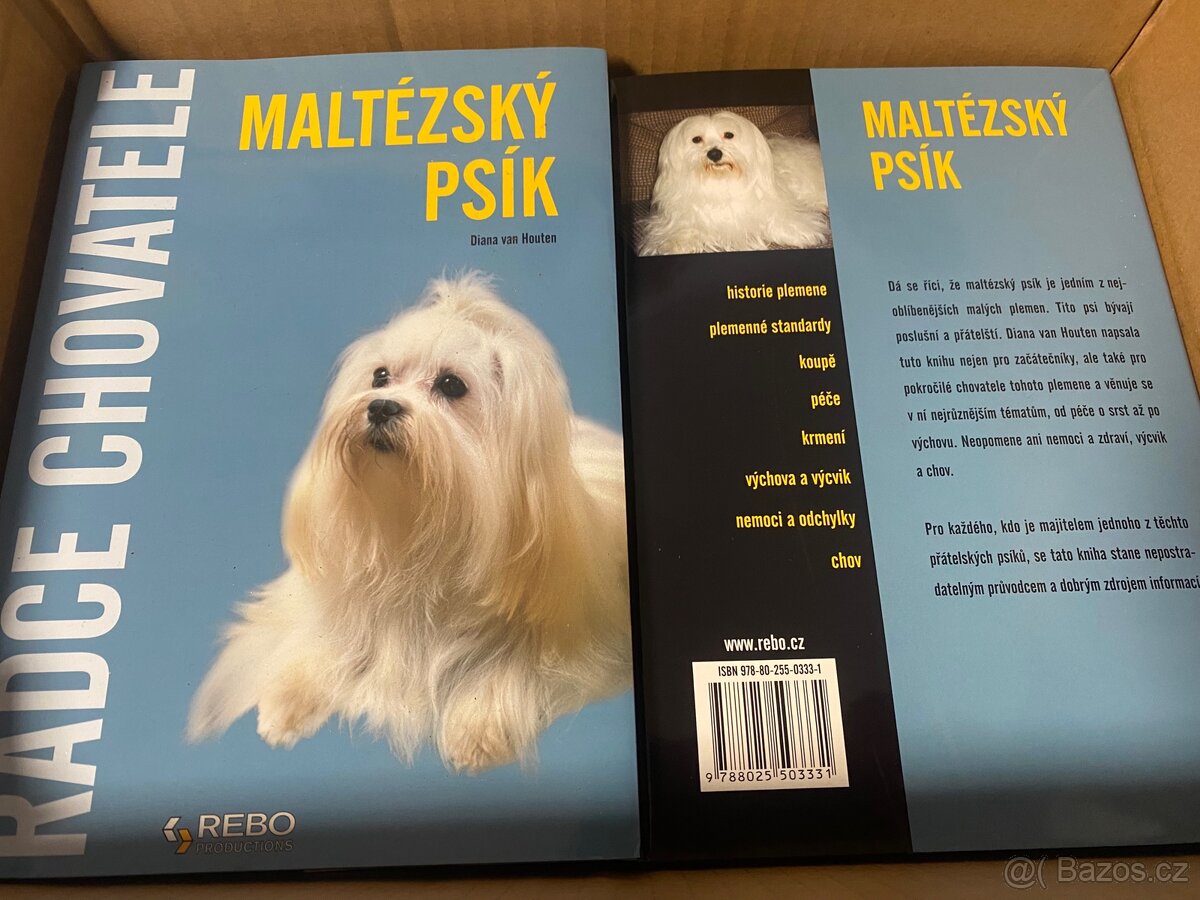 RADCE CHOVATELE
MALTÉZSKÝ
PSÍK
Diana van Houten
REBO
PRODUCTIONS
MALTÉZSKÝ
PSÍK
historie plemene
plemenné standardy
koupě
péče
krmení
výchova a výcvik
nemoci a odchylky
chov
www.rebo.cz
ISBN 978-80-255-0333-1
9 788025 503331
Dá se říci, že maltézský psík je jedním z nej-
oblíbenějších malých plemen. Tito psi bývají
poslušní a přátelští. Diana van Houten napsala
tuto knihu nejen pro začátečníky, ale také pro
pokročilé chovatele tohoto plemene a věnuje se
v ní nejrůznějším tématům, od péče o srst až po
výchovu. Neopomene ani nemoci a zdraví, výcvik
a chov.
Pro každého, kdo je majitelem jednoho z těchto
přátelských psíků, se tato kniha stane nepostra-
datelným průvodcem a dobrým zdrojem informací
@( Bazos.cz